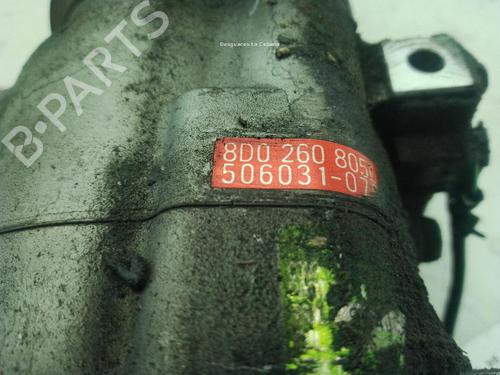 Desguaces La Cabaña
B-PARTS
8D0 260 805
506031-07